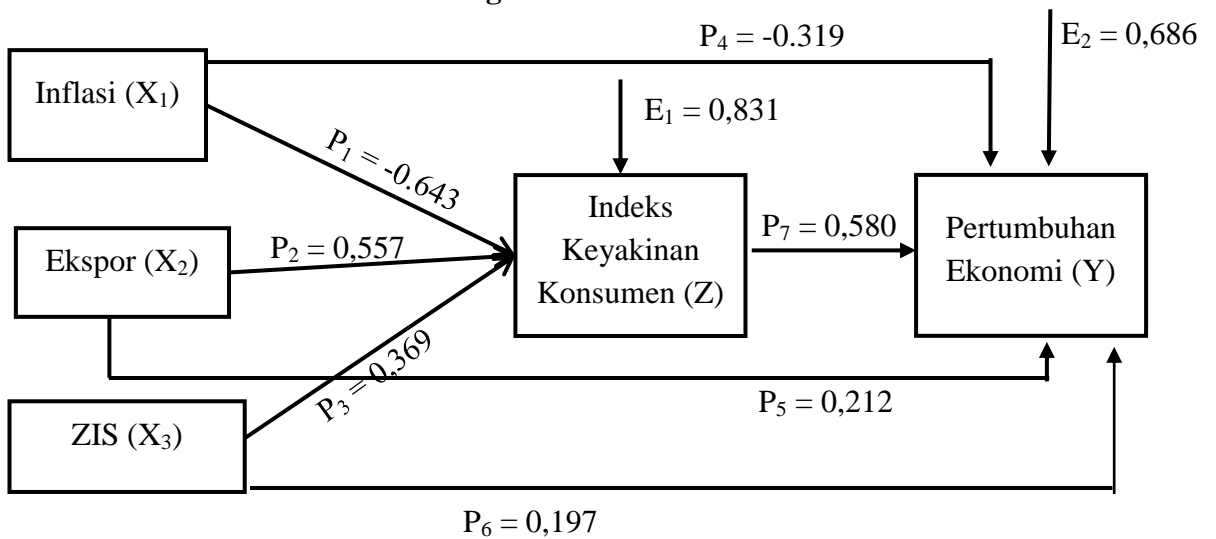 P₄ = -0.319
E₂ = 0,686
Inflasi (X₁)
E₁ = 0,831
P₁ = -0.643
Indeks
Keyakinan
Konsumen (Z)
P₇ = 0,580
Pertumbuhan
Ekonomi (Y)
Ekspor (X₂)
P₂ = 0,557
P₃ = 0,369
P₅ = 0,212
ZIS (X₃)
P₆ = 0,197